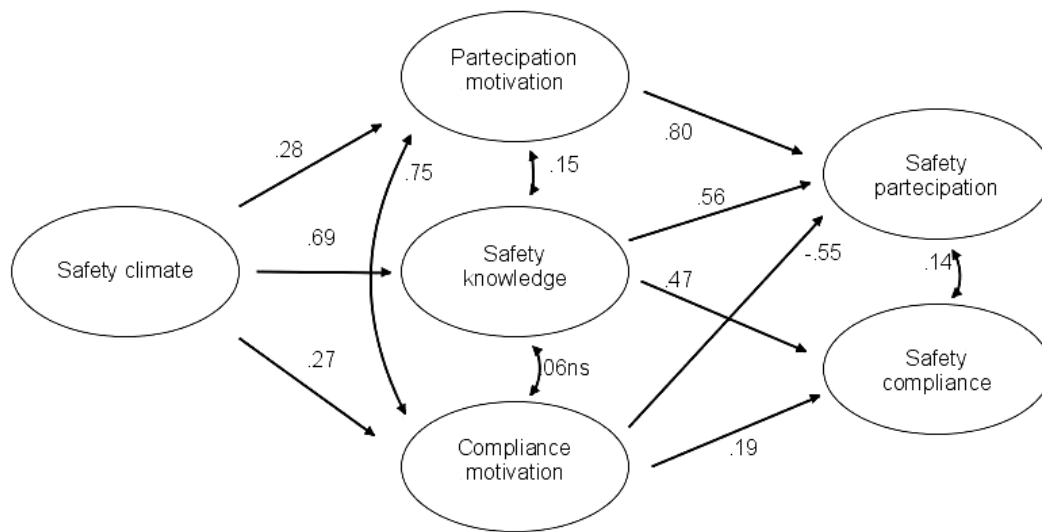 Partecipation
motivation
.28
.75
.15
.80
Safety
partecipation
Safety climate
.69
Safety
knowledge
.56
-.55
.14
.47
.27
06ns
Safety
compliance
Compliance
motivation
.19